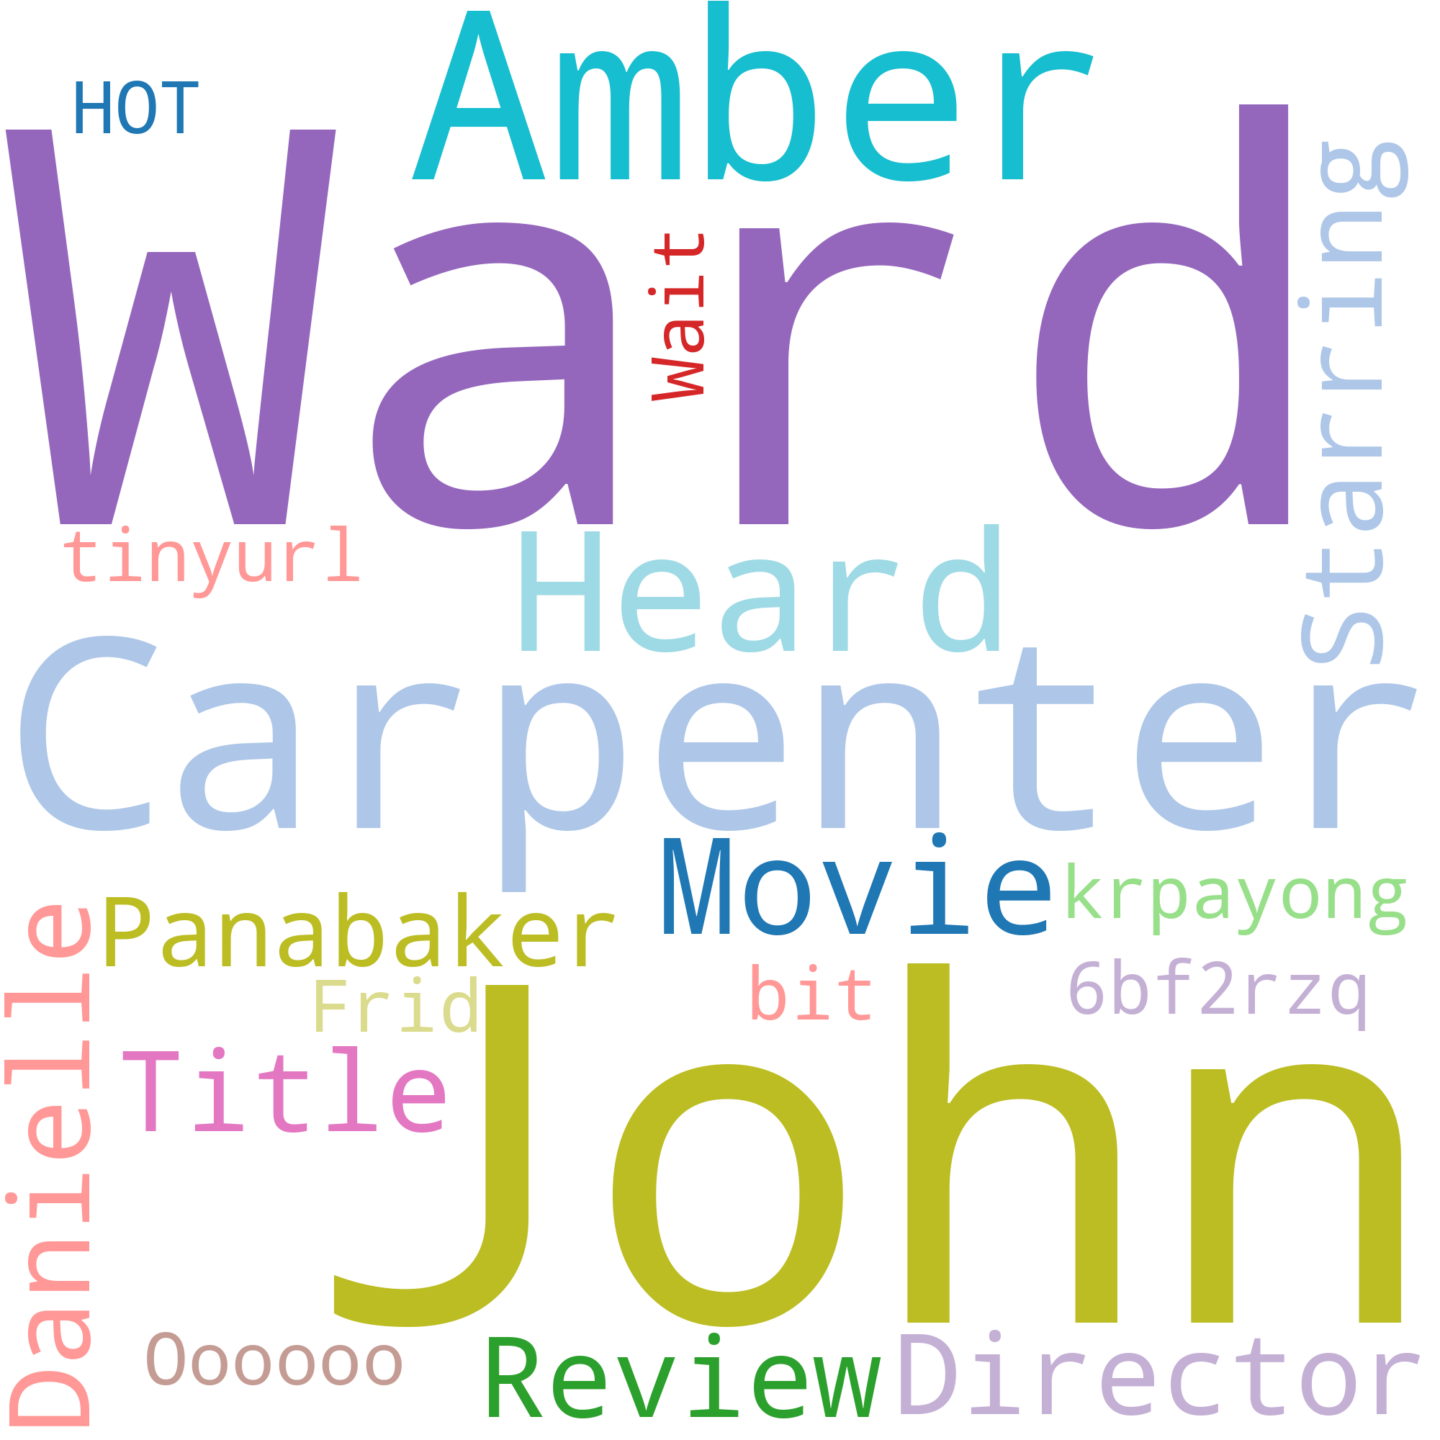 Amber
HOT
Ward
Starring
Wait
tinyurl
Heard
Carpenter
Movie
krpayong
Panabaker
Danielle
Frid
bit
6bf2rzq
John
Title
Oooooo
Review
Director